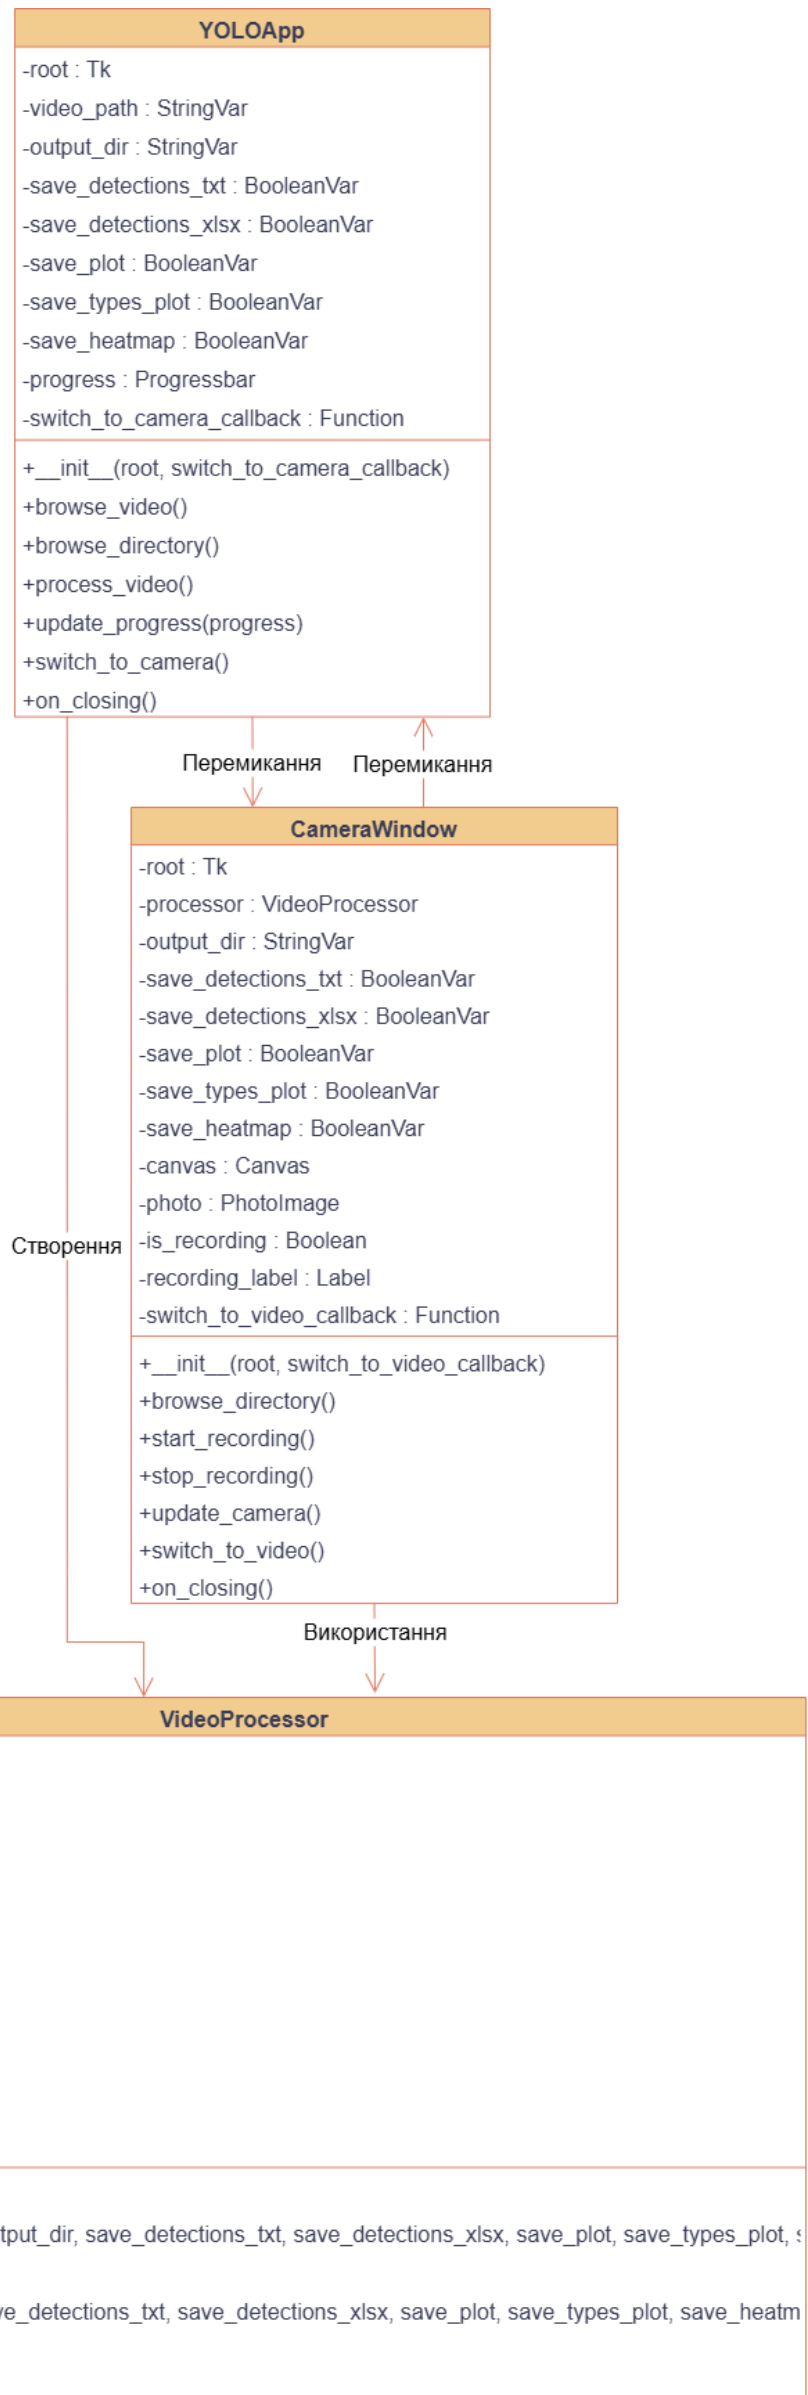 YOLOApp
-root : Tk
-video_path : StringVar
-output_dir : StringVar
-save_detections_txt : BooleanVar
-save_detections_xlsx : BooleanVar
-save_plot : BooleanVar
-save_types_plot : BooleanVar
-save_heatmap : BooleanVar
-progress : Progressbar
-switch_to_camera_callback : Function
+__init__(root, switch_to_camera_callback)
+browse_video()
+browse_directory()
+process_video()
+update_progress(progress)
+switch_to_camera()
+on_closing()
Перемикання Перемикання
CameraWindow
-root : Tk
-processor : VideoProcessor
-output_dir : StringVar
-save_detections_txt : BooleanVar
-save_detections_xlsx : BooleanVar
-save_plot : BooleanVar
-save_types_plot : BooleanVar
-save_heatmap : BooleanVar
-canvas : Canvas
-photo : PhotoImage
-is_recording : Boolean
-recording_label : Label
-switch_to_video_callback : Function
+__init__(root, switch_to_video_callback)
+browse_directory()
+start_recording()
+stop_recording()
+update_camera()
+switch_to_video()
+on_closing()
Створення
Використання
VideoProcessor
tput_dir, save_detections_txt, save_detections_xlsx, save_plot, save_types_plot,
ve_detections_txt, save_detections_xlsx, save_plot, save_types_plot, save_heatm